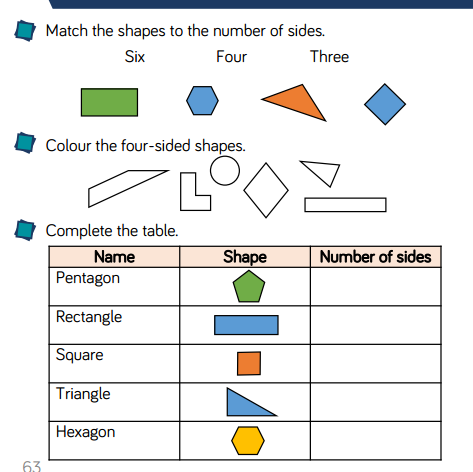 Match the shapes to the number of sides.
Six Four Three
Colour the four-sided shapes.
Complete the table.
Name Shape Number of sides
Pentagon
Rectangle
Square
Triangle
Hexagon
63